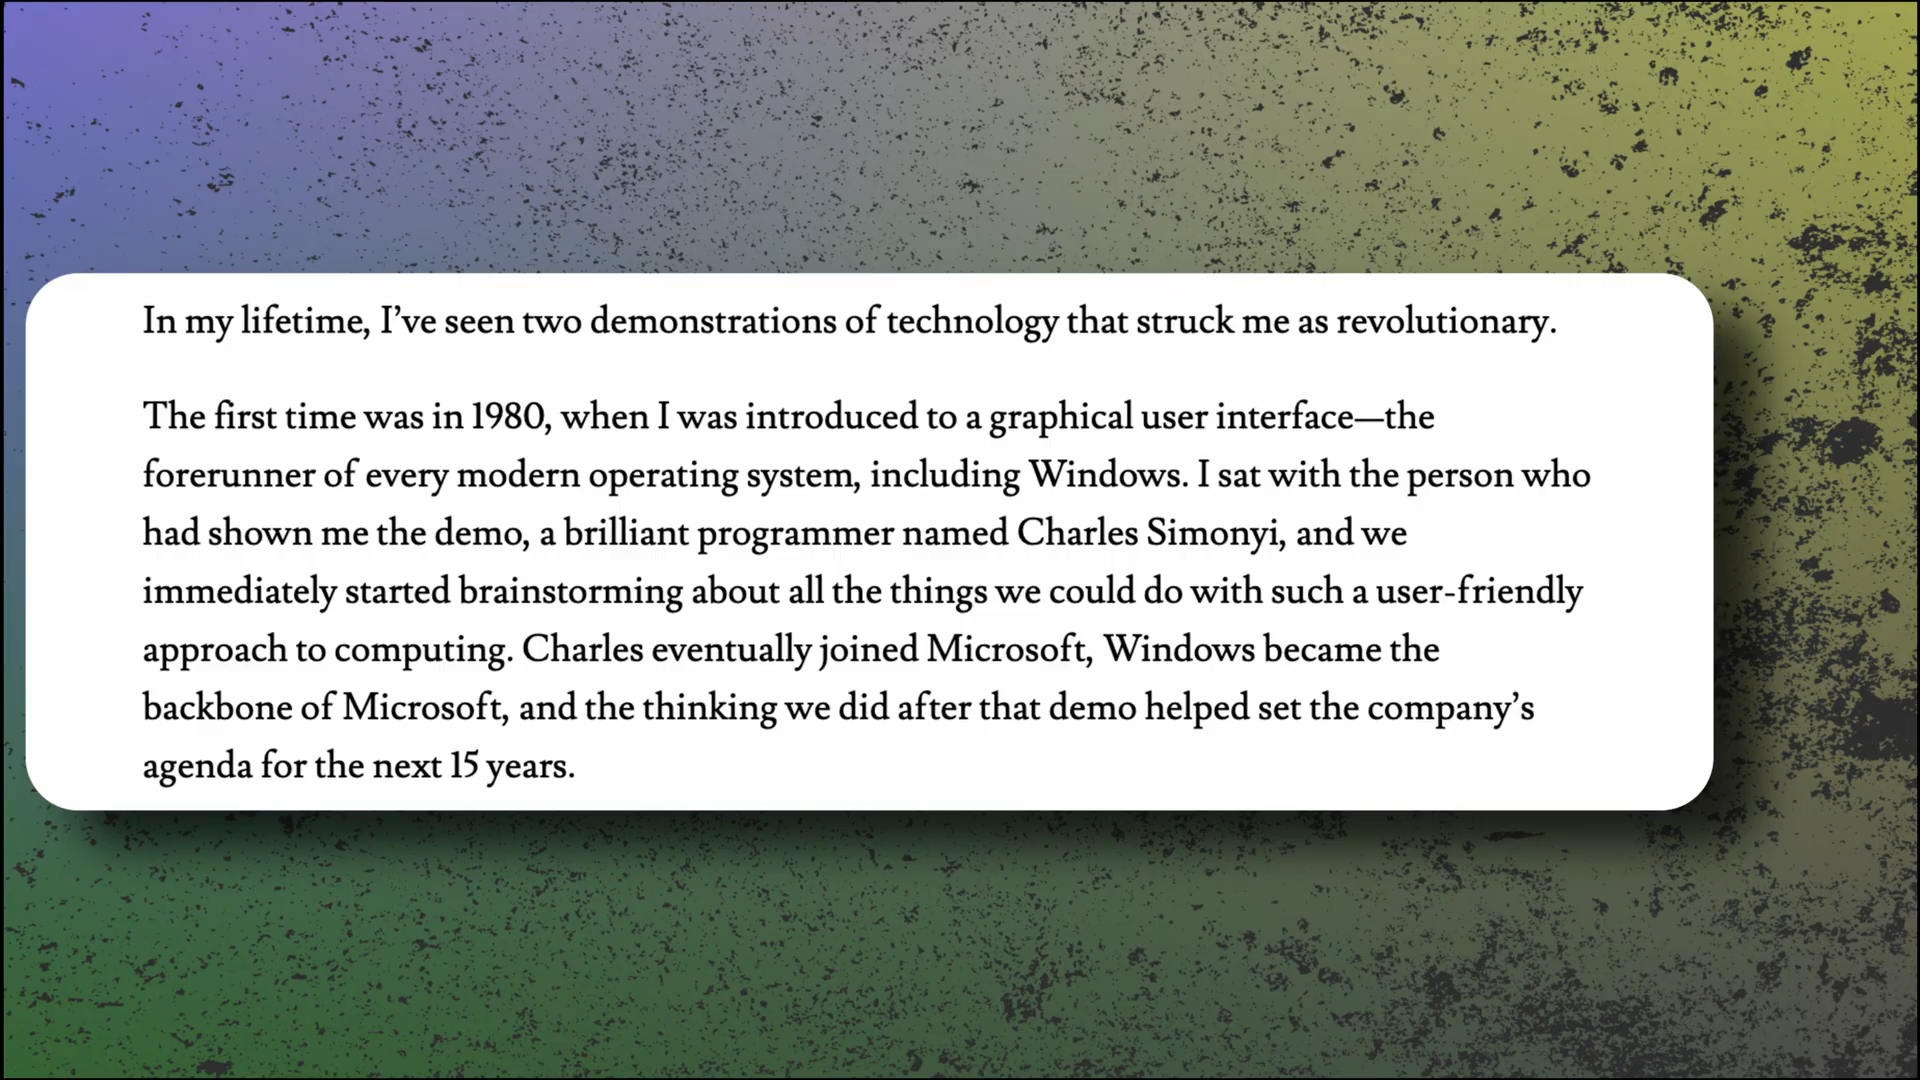 In my lifetime, I’ve seen two demonstrations of technology that struck me as revolutionary.
The first time was in 1980, when I was introduced to a graphical user interface—the
forerunner of every modern operating system, including Windows. I sat with the person who
had shown me the demo, a brilliant programmer named Charles Simonyi, and we
immediately started brainstorming about all the things we could do with such a user-friendly
approach to computing. Charles eventually joined Microsoft, Windows became the
backbone of Microsoft, and the thinking we did after that demo helped set the company’s
agenda for the next 15 years.